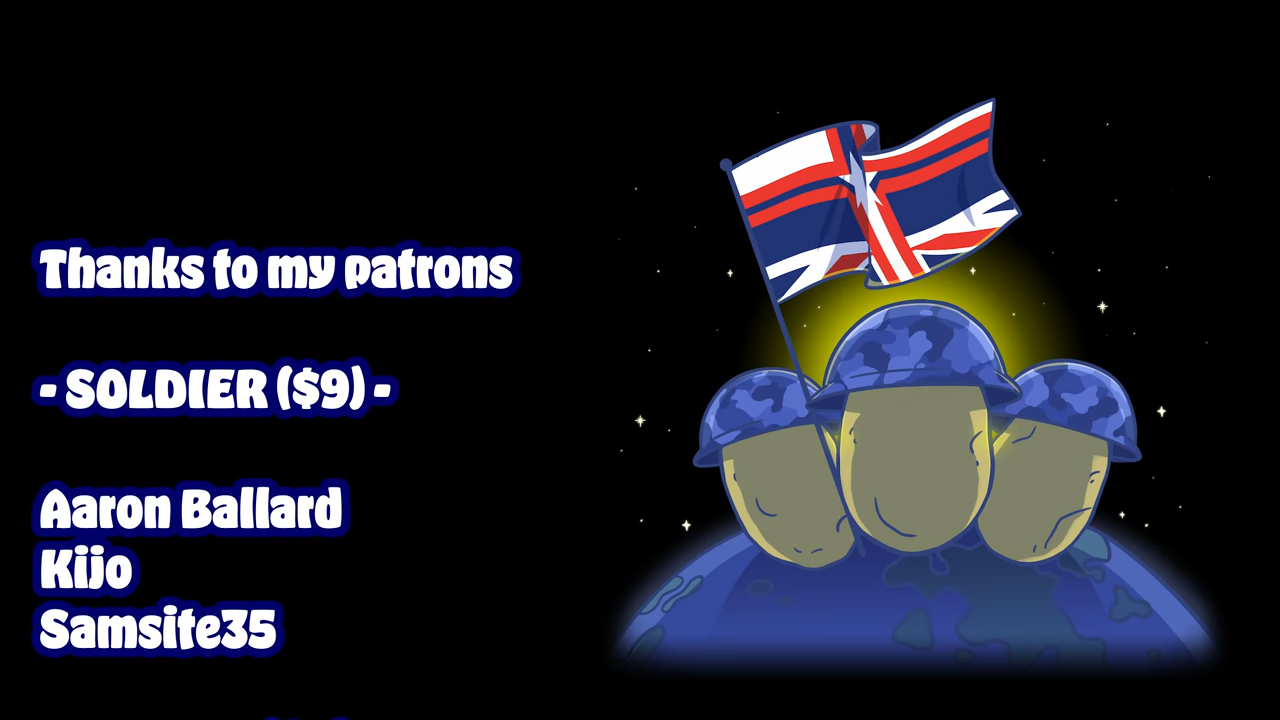 Thanks to my patrons
- SOLDIER ($9) -
Aaron Ballard
Kijo
Samsite35